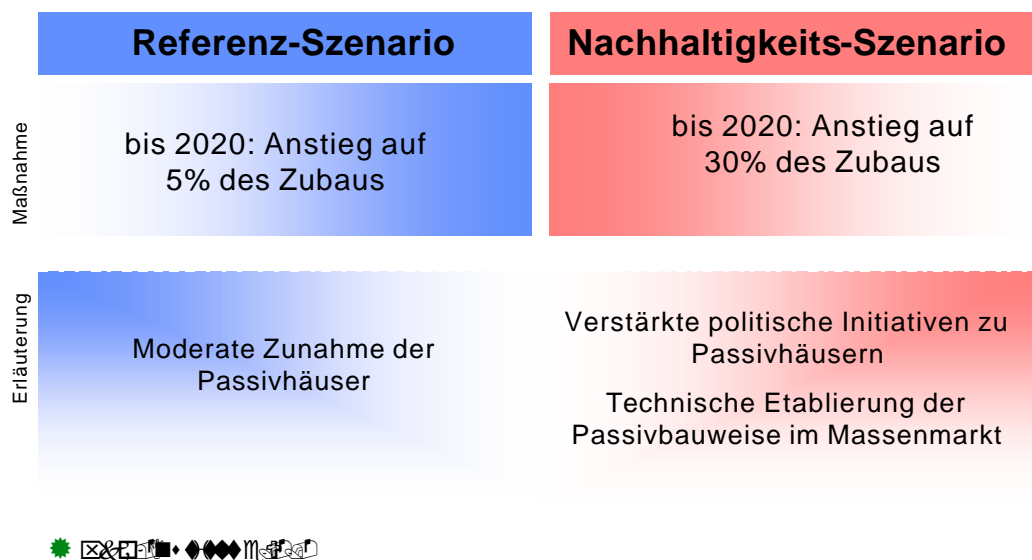 Referenz-Szenario
Nachhaltigkeits-Szenario
Maßnahme
bis 2020: Anstieg auf
5% des Zubaus
bis 2020: Anstieg auf
30% des Zubaus
Erläuterung
Moderate Zunahme der
Passivhäuser
Verstärkte politische Initiativen zu
Passivhäusern
Technische Etablierung der
Passivbauweise im Massenmarkt